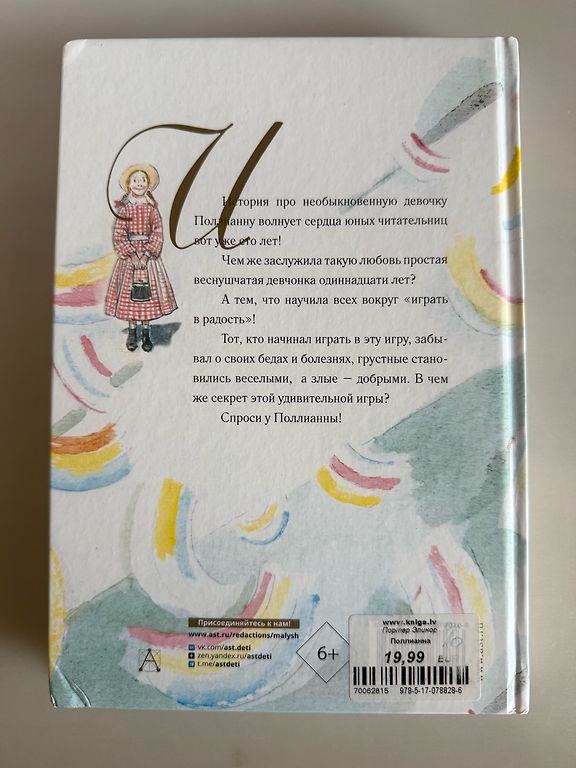 История про необыкновенную девочку
Поллианну волнует сердца юных читательниц
вот уже сто лет!
Чем же заслужила такую любовь простая
веснушчатая девчонка одиннадцати лет?
А тем, что научила всех вокруг «играть
в радость»!
Тот, кто начинал играть в эту игру, забы-
вал о своих бедах и болезнях, грустные стано-
вились веселыми, а злые – добрыми. В чем
же секрет этой удивительной игры?
Спроси у Поллианны!
Присоединяйтесь к нам!
www.ast.ru/redactions/malysh
vk.com/ast.deti
zen.yandex.ru/astdeti
t.me/astdeti
6+
www.kniga.lv
Портер Элинор
Поллианна
19,99
70062815 978-5-17-078828-6